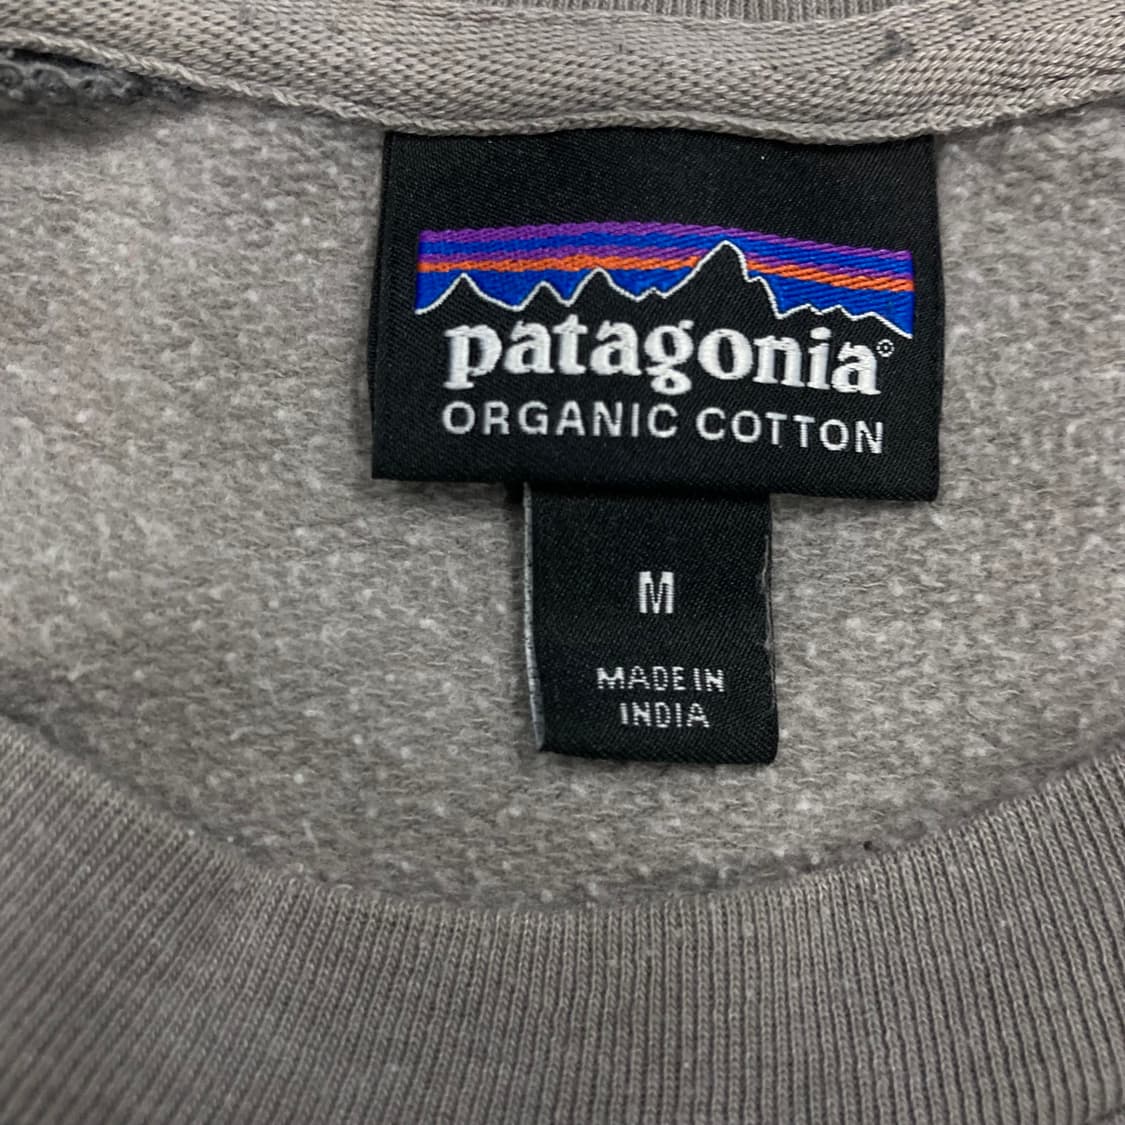 patagonia®
ORGANIC COTTON
M
MADE IN
INDIA